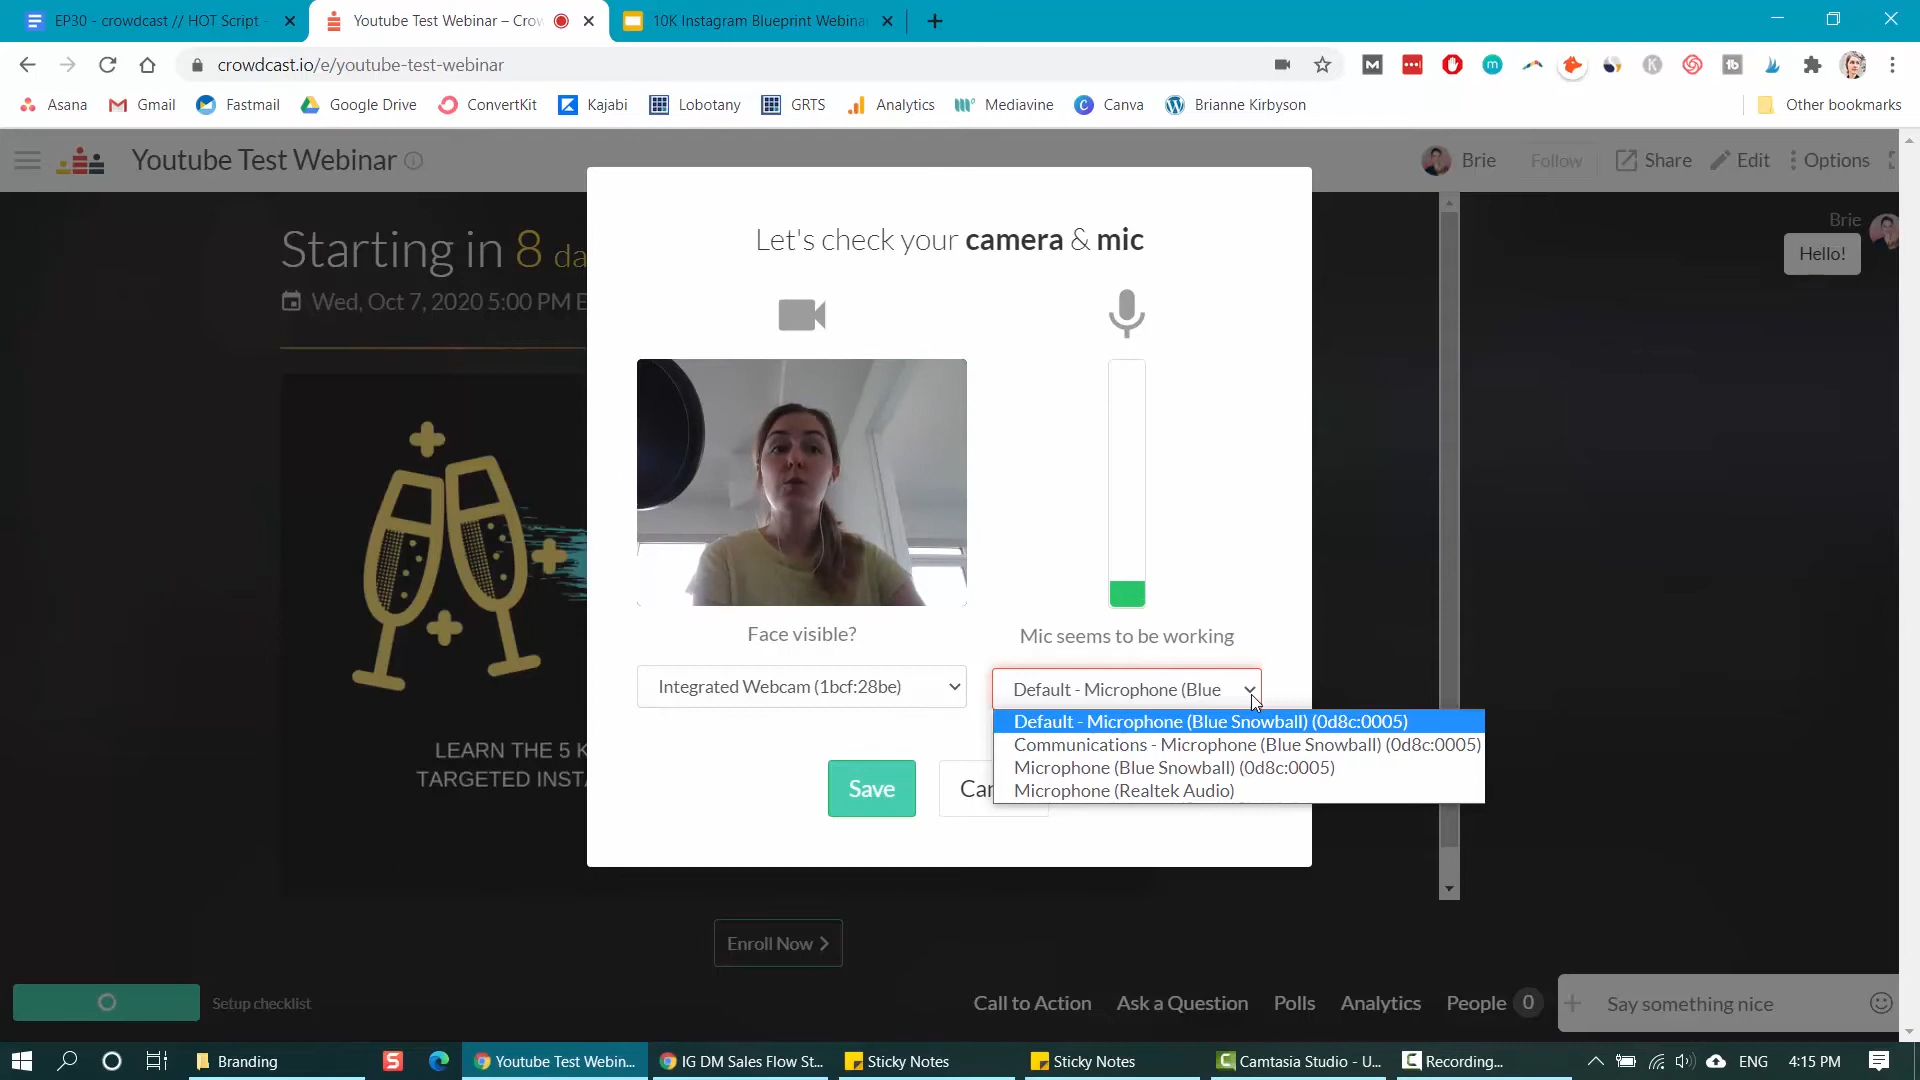 EP30 - crowdcast // HOT Script -
Youtube Test Webinar – Crow
10K Instagram Blueprint Webina
crowdcast.io/e/youtube-test-webinar
Asana
Gmail
Fastmail
Google Drive
ConvertKit
Kajabi
Lobotany
GRTS
Analytics
Mediavine
Canva
Brianne Kirbyson
Other bookmarks
Youtube Test Webinar
Brie
Follow
Share
Edit
Options
Starting in 8 da
Wed, Oct 7, 2020 5:00 PM E
Brie
Hello!
Let's check your camera & mic
Face visible?
Mic seems to be working
Integrated Webcam (1bcf:28be)
Default - Microphone (Blue
Default - Microphone (Blue Snowball) (0d8c:0005)
Communications - Microphone (Blue Snowball) (0d8c:0005)
Microphone (Blue Snowball) (0d8c:0005)
Microphone (Realtek Audio)
LEARN THE 5 K
TARGETED INSTA
Save
Can
Enroll Now
Setup checklist
Call to Action
Ask a Question
Polls
Analytics
People 0
Say something nice
Branding
Youtube Test Webin...
IG DM Sales Flow St...
Sticky Notes
Sticky Notes
Camtasia Studio - U...
Recording...
ENG
4:15 PM